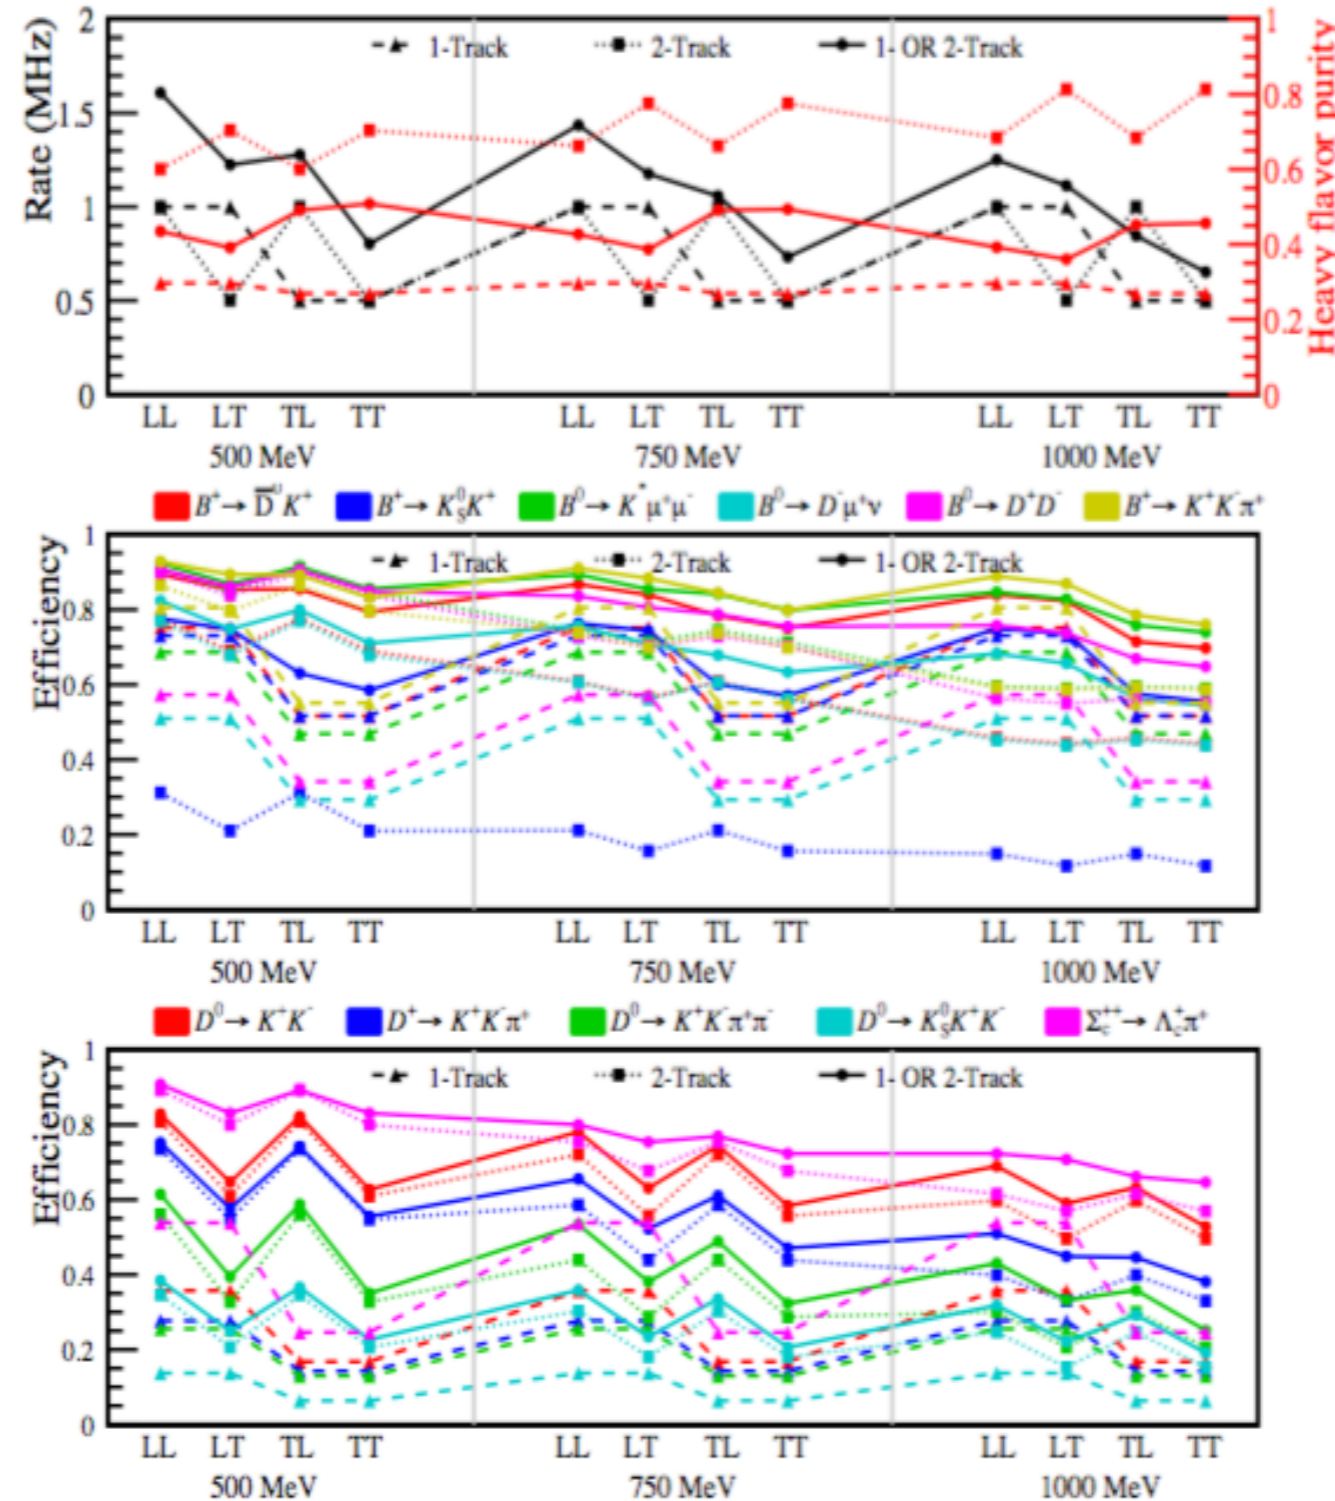 2
1
Rate (MHz)
1-Track 2-Track 1- OR 2-Track
1.5
0.8
1
0.6
0.4
0.5
0.2
0
0
Heavy flavor purity
LL LT TL TT LL LT TL TT LL LT TL TT
500 MeV 750 MeV 1000 MeV
B⁺→ D̅⁰K⁺ B⁺→ K⁰_S K⁺ B⁰→ K*μ⁺μ⁻ B⁰→ D⁻μ⁺ν B⁰→ D⁺D⁻ B⁺→ K⁺K⁻π⁺
1
Efficiency
1-Track 2-Track 1- OR 2-Track
0.8
0.6
0.4
0.2
0
LL LT TL TT LL LT TL TT LL LT TL TT
500 MeV 750 MeV 1000 MeV
D⁰→ K⁺K⁻ D⁺→ K⁺K⁻π⁺ D⁰→ K⁺K⁻π⁺π⁻ D⁰→ K⁰_S K⁺K⁻ Σ_c⁺⁺→ Λ_c⁺π⁺
1
Efficiency
1-Track 2-Track 1- OR 2-Track
0.8
0.6
0.4
0.2
0
LL LT TL TT LL LT TL TT LL LT TL TT
500 MeV 750 MeV 1000 MeV